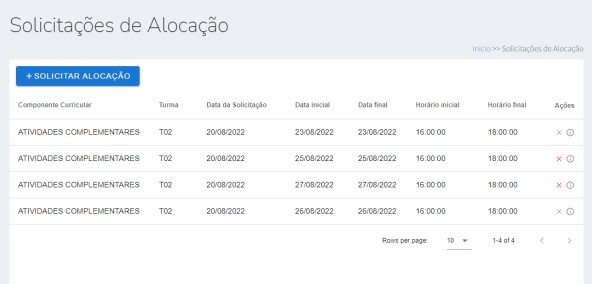 Solicitações de Alocação
Inicio >> Solicitações de Alocação
+ SOLICITAR ALOCAÇÃO
Componente Curricular Turma Data da Solicitação Data inicial Data final Horário inicial Horário final Ações
ATIVIDADES COMPLEMENTARES T02 20/08/2022 23/08/2022 23/08/2022 16:00:00 18:00:00
ATIVIDADES COMPLEMENTARES T02 20/08/2022 25/08/2022 25/08/2022 16:00:00 18:00:00
ATIVIDADES COMPLEMENTARES T02 20/08/2022 27/08/2022 27/08/2022 16:00:00 18:00:00
ATIVIDADES COMPLEMENTARES T02 20/08/2022 26/08/2022 26/08/2022 16:00:00 18:00:00
Rows per page: 10 1-4 of 4